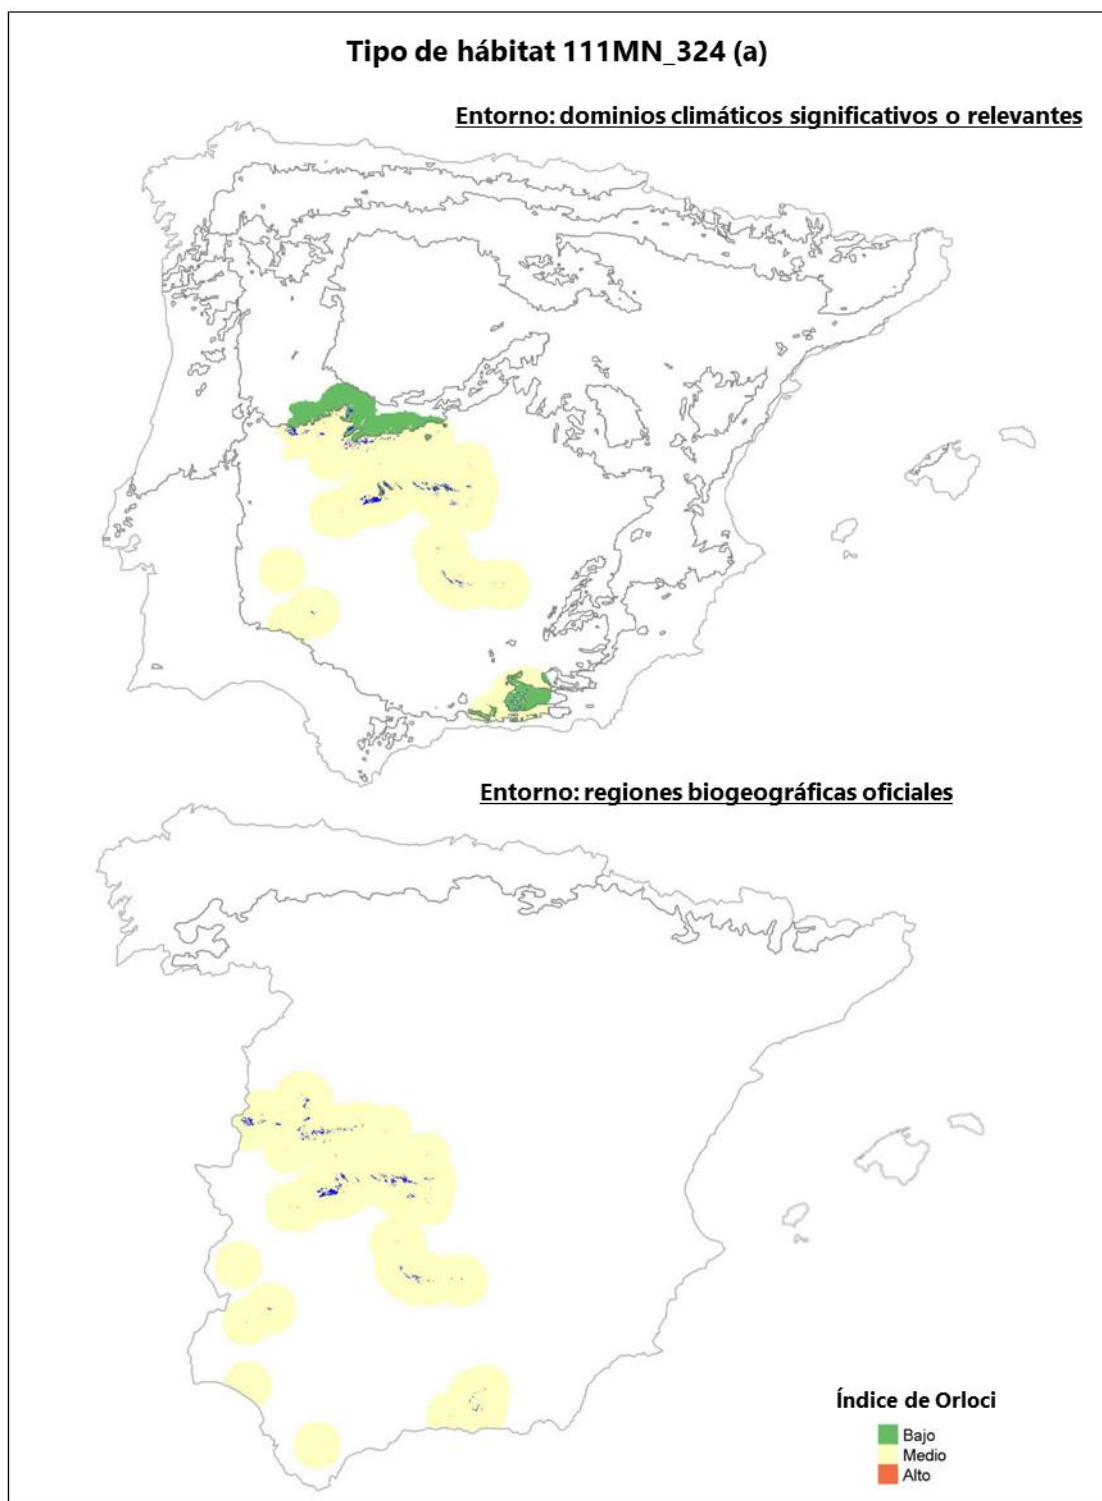 Tipo de hábitat 111MN_324 (a)
Entorno: dominios climáticos significativos o relevantes
Entorno: regiones biogeográficas oficiales
Índice de Orloci
Bajo
Medio
Alto